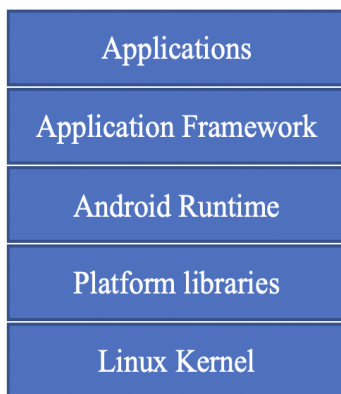 Applications
Application Framework
Android Runtime
Platform libraries
Linux Kernel